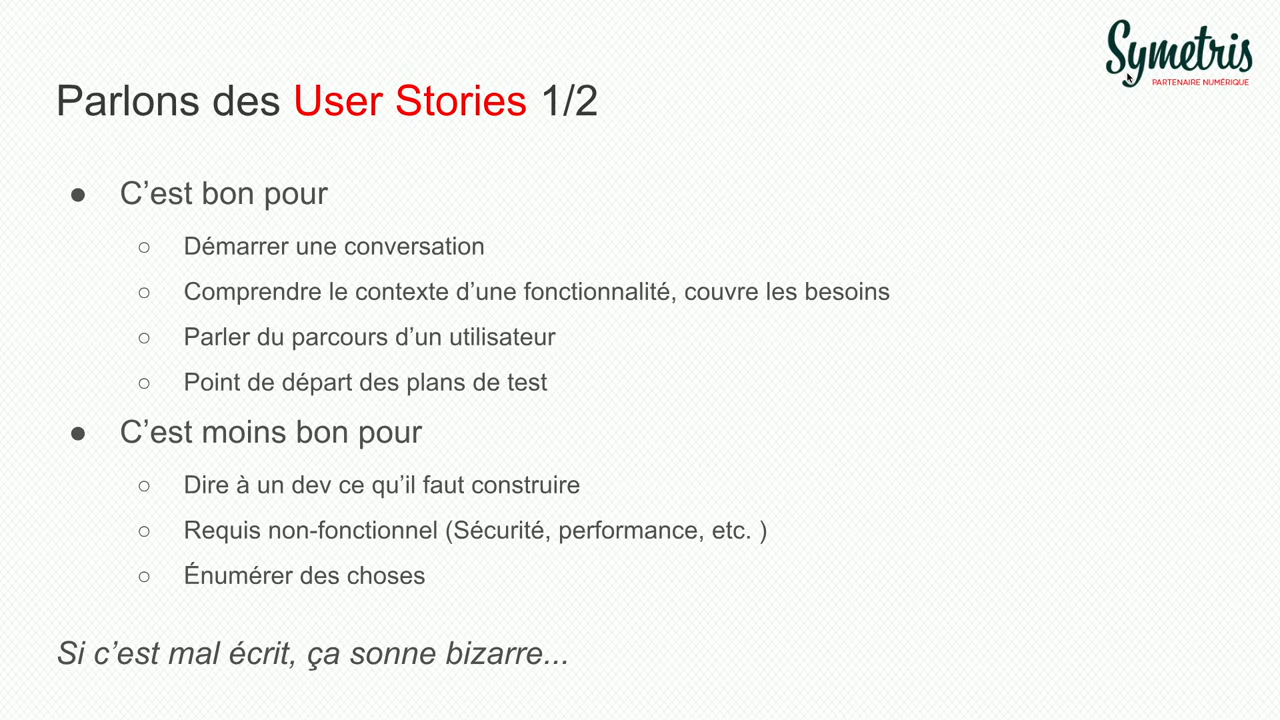 Symetris
PARTENAIRE NUMÉRIQUE
Parlons des User Stories 1/2
● C’est bon pour
○ Démarrer une conversation
○ Comprendre le contexte d’une fonctionnalité, couvre les besoins
○ Parler du parcours d’un utilisateur
○ Point de départ des plans de test
● C’est moins bon pour
○ Dire à un dev ce qu’il faut construire
○ Requis non-fonctionnel (Sécurité, performance, etc. )
○ Énumérer des choses
Si c’est mal écrit, ça sonne bizarre...